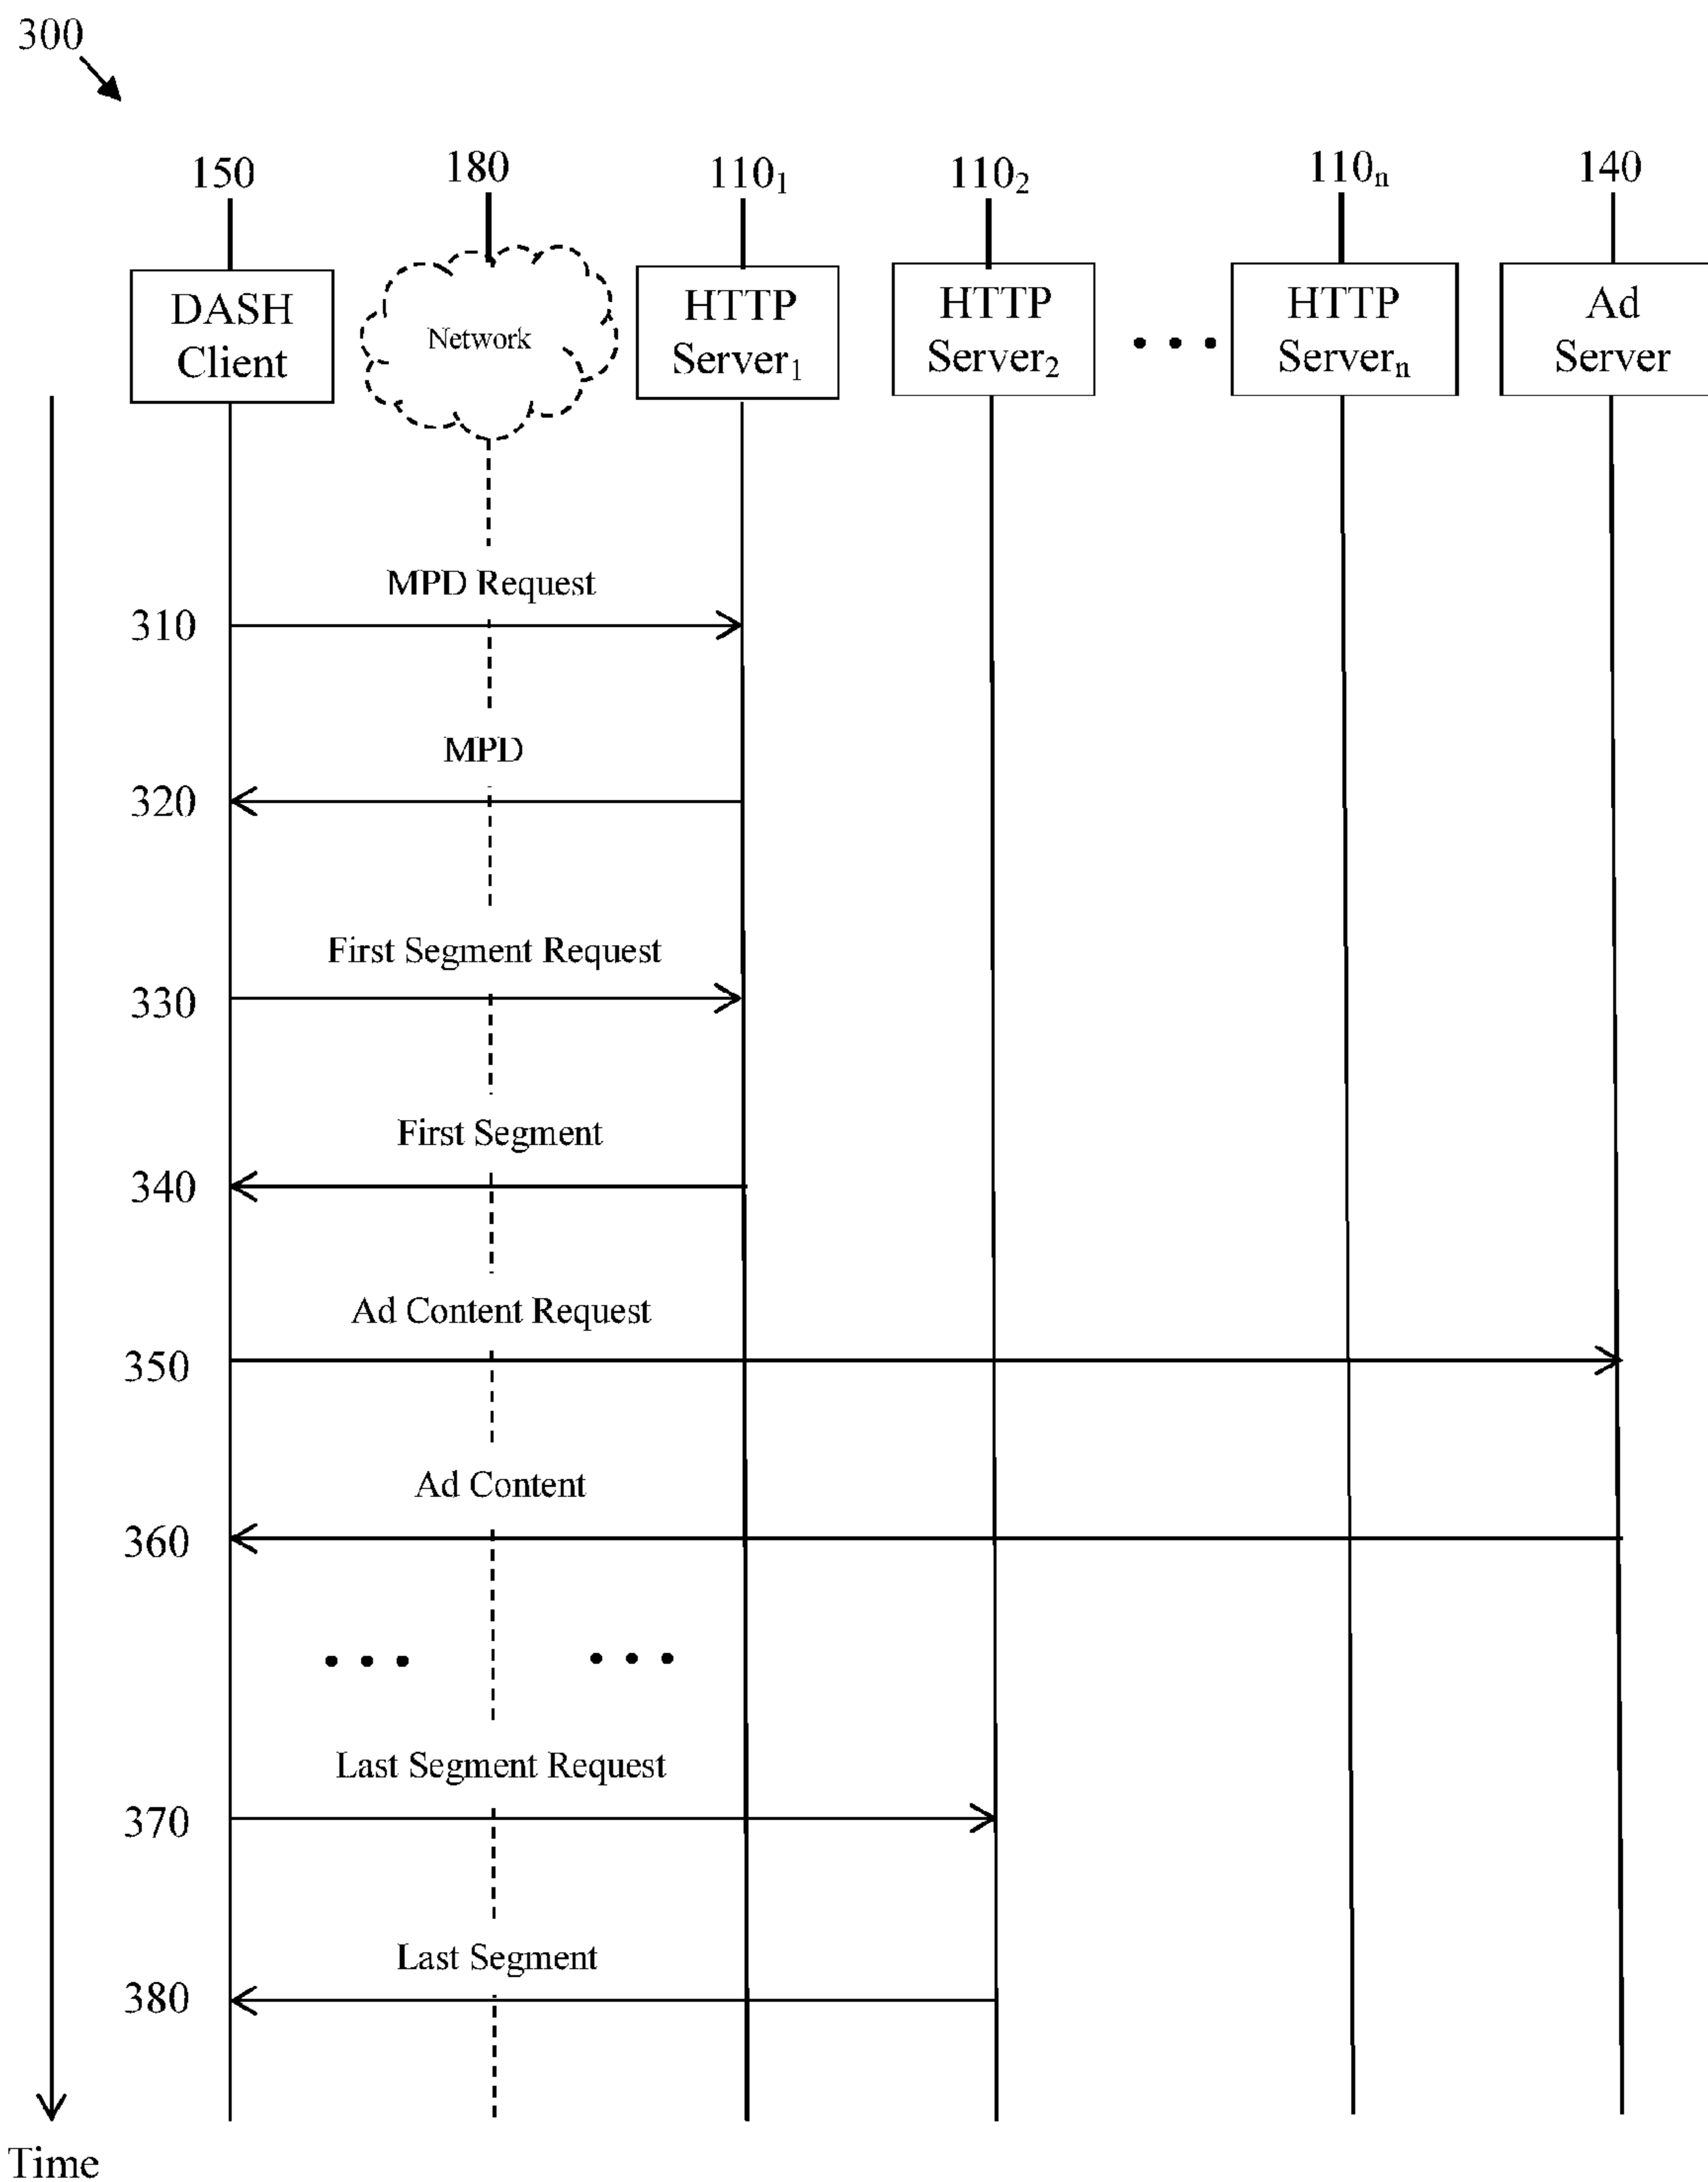 300
150 180 110₁ 110₂ 110ₙ 140
DASH Client
Network
HTTP Server₁
HTTP Server₂
• • •
HTTP Serverₙ
Ad Server
MPD Request
310
MPD
320
First Segment Request
330
First Segment
340
Ad Content Request
350
Ad Content
360
• • • • • •
Last Segment Request
370
Last Segment
380
Time